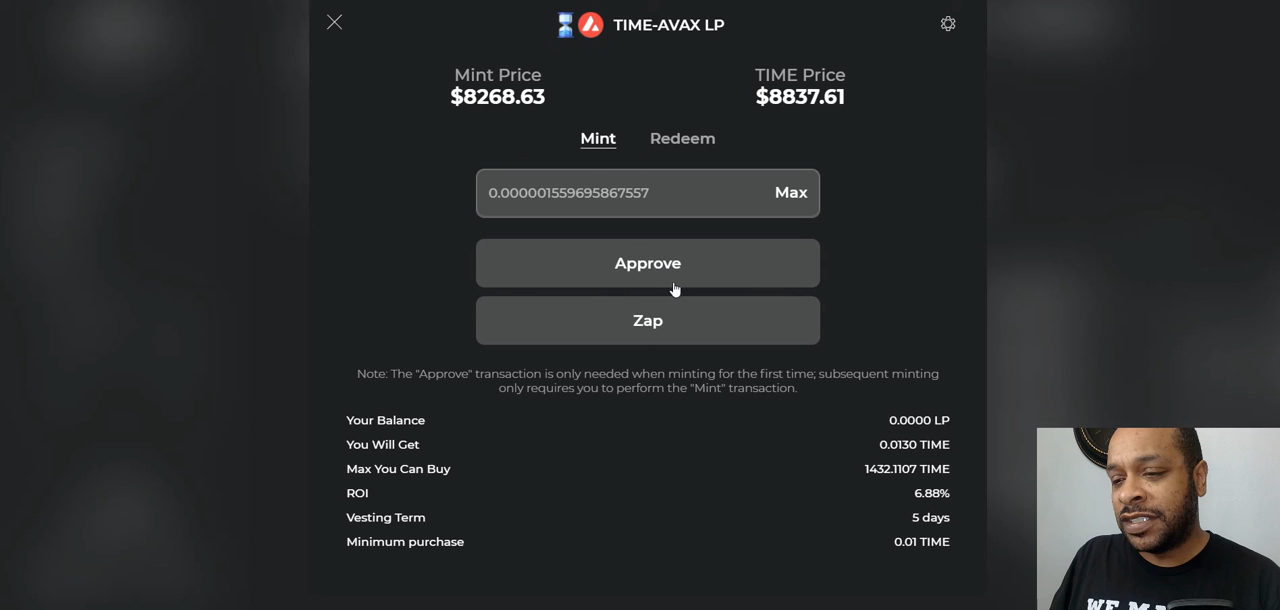 TIME-AVAX LP
Mint Price
TIME Price
$8268.63
$8837.61
Mint
Redeem
0.000001559695867557
Max
Approve
Zap
Note: The "Approve" transaction is only needed when minting for the first time; subsequent minting
only requires you to perform the "Mint" transaction.
Your Balance
0.0000 LP
You Will Get
0.0130 TIME
Max You Can Buy
1432.1107 TIME
ROI
6.88%
Vesting Term
5 days
Minimum purchase
0.01 TIME
WE